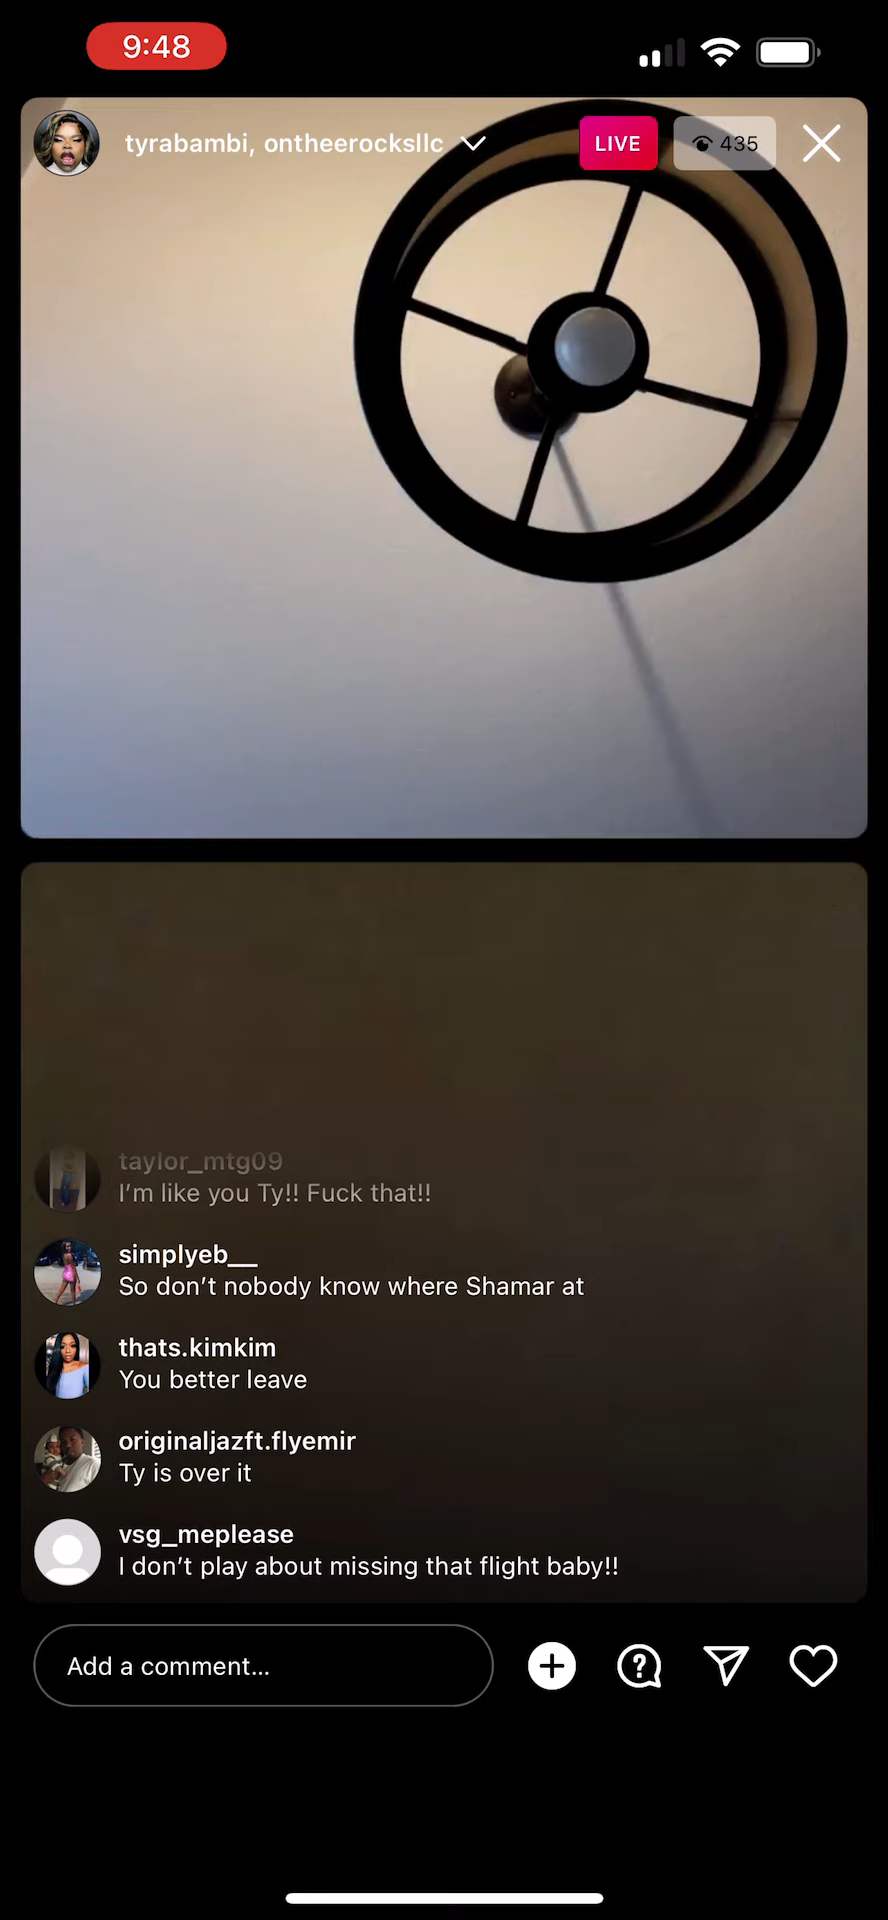 9:48
tyrabambi, ontheerocksllc
LIVE
435
taylor_mtg09
I’m like you Ty!! Fuck that!!
simplyeb__
So don’t nobody know where Shamar at
thats.kimkim
You better leave
originaljazft.flyemir
Ty is over it
vsg_meplease
I don’t play about missing that flight baby!!
Add a comment...